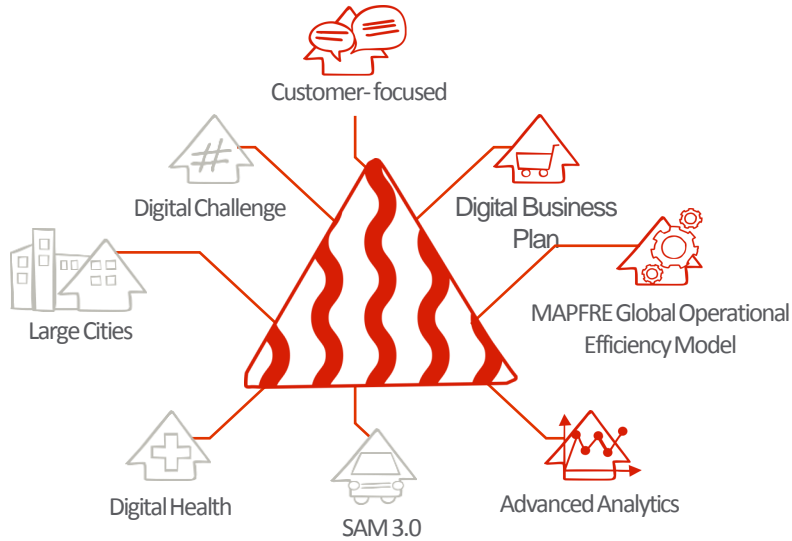 Customer-focused
Digital Challenge
Digital Business
Plan
Large Cities
MAPFRE Global Operational
Efficiency Model
Digital Health
SAM 3.0
Advanced Analytics